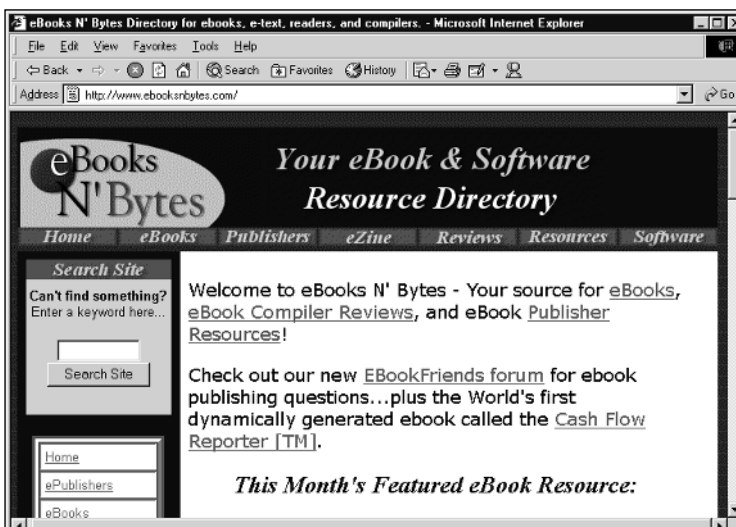 eBooks N' Bytes Directory for ebooks, e-text, readers, and compilers. - Microsoft Internet Explorer
File Edit View Favorites Tools Help
Back Search Favorites History
Address http://www.ebooksnbytes.com/ Go
eBooks
N' Bytes
Your eBook & Software
Resource Directory
Home eBooks Publishers eZine Reviews Resources Software
Search Site
Can't find something?
Enter a keyword here...
Search Site
Home
ePublishers
eBooks
Welcome to eBooks N' Bytes - Your source for eBooks,
eBook Compiler Reviews, and eBook Publisher
Resources!
Check out our new EBookFriends forum for ebook
publishing questions...plus the World's first
dynamically generated ebook called the Cash Flow
Reporter [TM].
This Month's Featured eBook Resource: